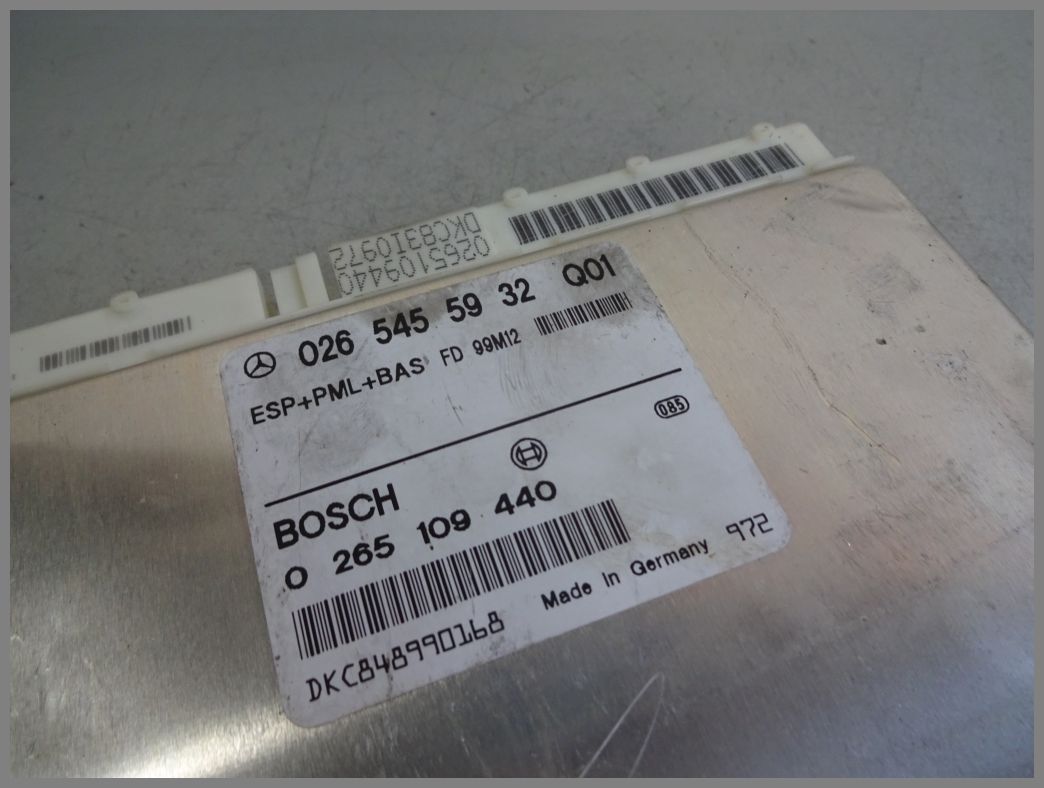 0265109440
DKC83I0972
026 545 59 32 Q01
ESP+PML+BAS FD 99M12
085
BOSCH
0 265 109 440
Made in Germany 972
DKC848990168